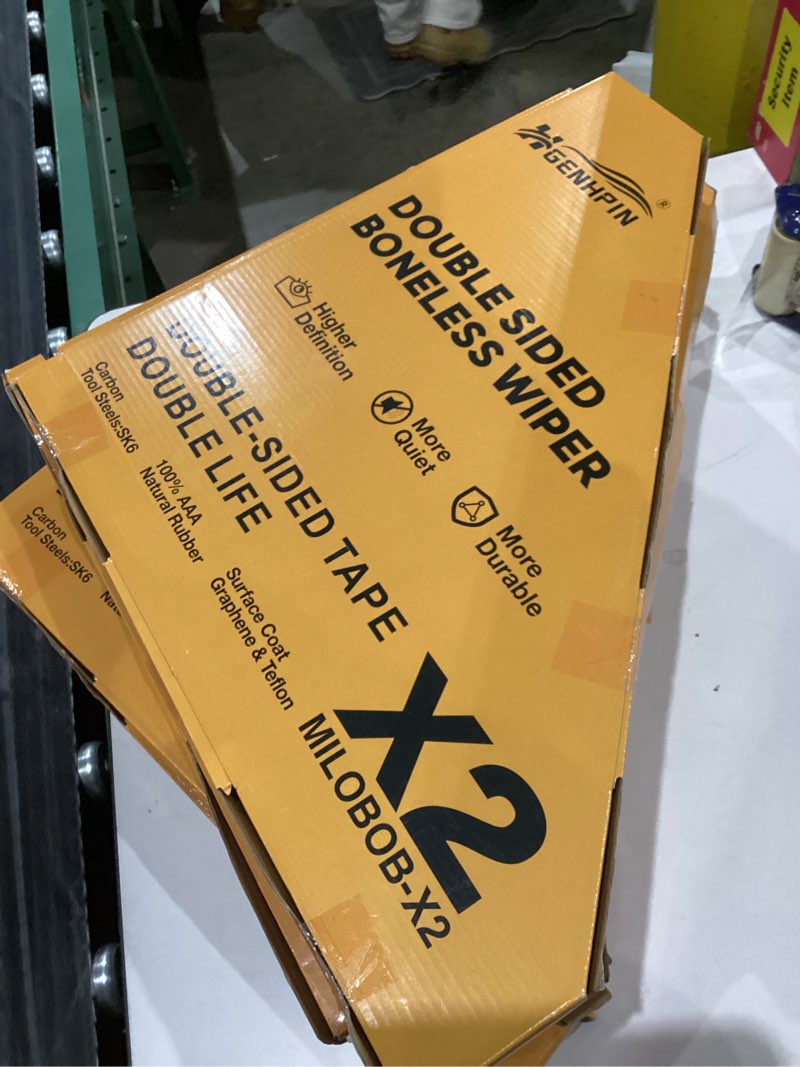 GENHPIN
®
DOUBLE SIDED
BONELESS WIPER
Higher
Definition
More
Quiet
More
Durable
DOUBLE-SIDED TAPE
DOUBLE LIFE
X2
MILOBOB-X2
Carbon
Tool Steels:SK6
100% AAA
Natural Rubber
Surface Coat
Graphene & Teflon
Carbon
Tool Steels:SK6
Security
Item